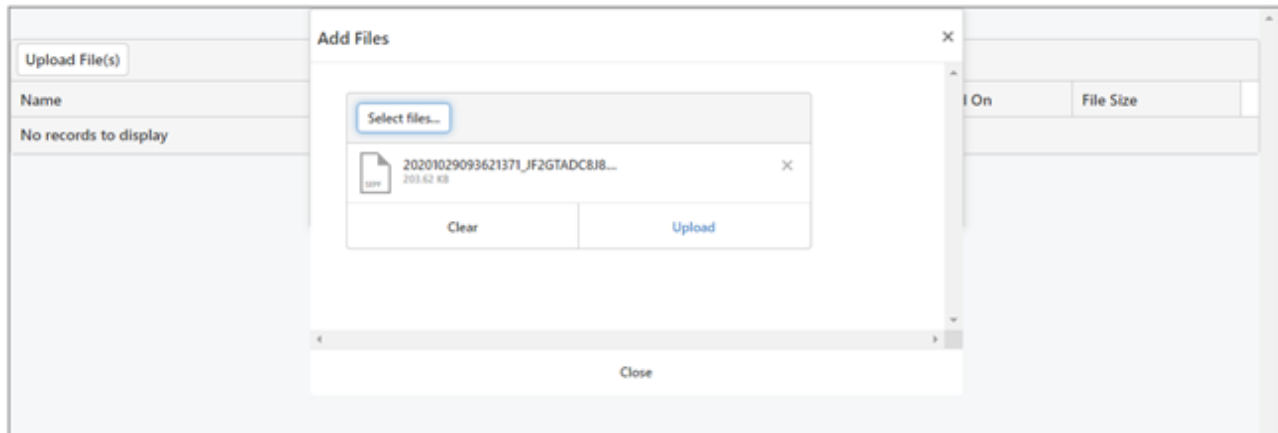 Add Files
Upload File(s)
Name
On
File Size
No records to display
Select files...
20201029093621371_JF2GTADC8J8...
203.62 KB
Clear
Upload
Close